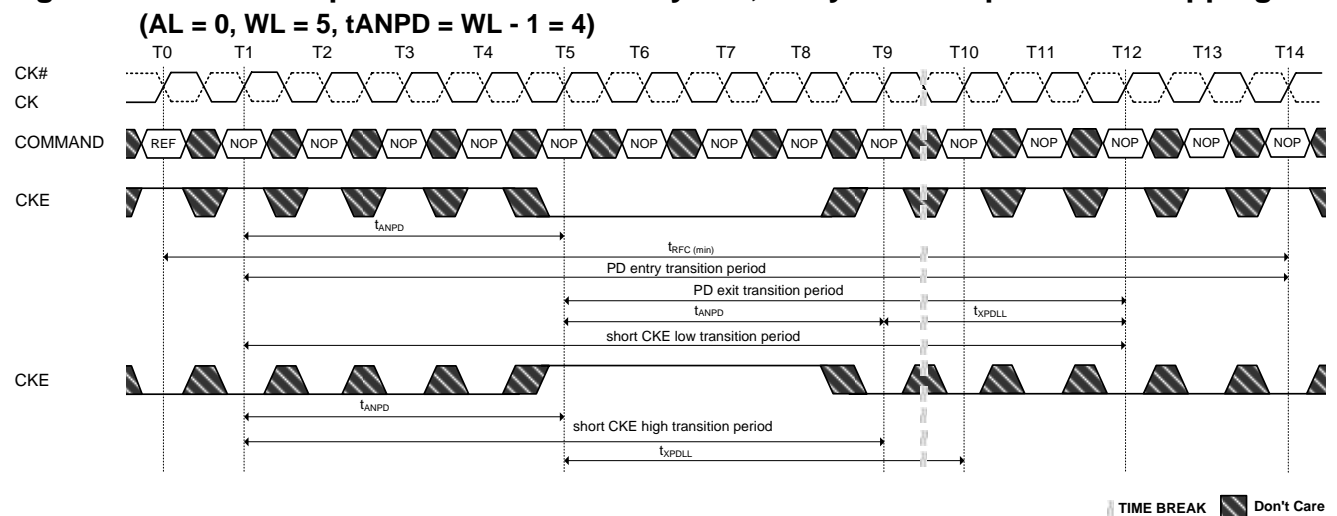 (AL = 0, WL = 5, tANPD = WL - 1 = 4)
T0 T1 T2 T3 T4 T5 T6 T7 T8 T9 T10 T11 T12 T13 T14
CK#
CK
COMMAND REF NOP NOP NOP NOP NOP NOP NOP NOP NOP NOP NOP NOP NOP NOP
CKE
tANPD
tRFC (min)
PD entry transition period
PD exit transition period
tANPD tXPDLL
short CKE low transition period
CKE
tANPD
short CKE high transition period
tXPDLL
TIME BREAK Don't Care